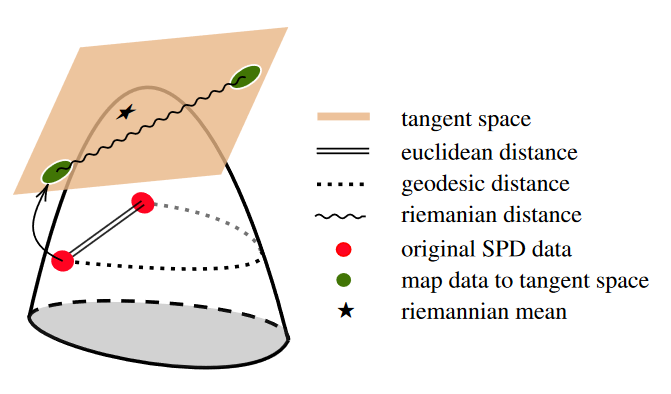 tangent space
euclidean distance
geodesic distance
riemanian distance
original SPD data
map data to tangent space
riemannian mean